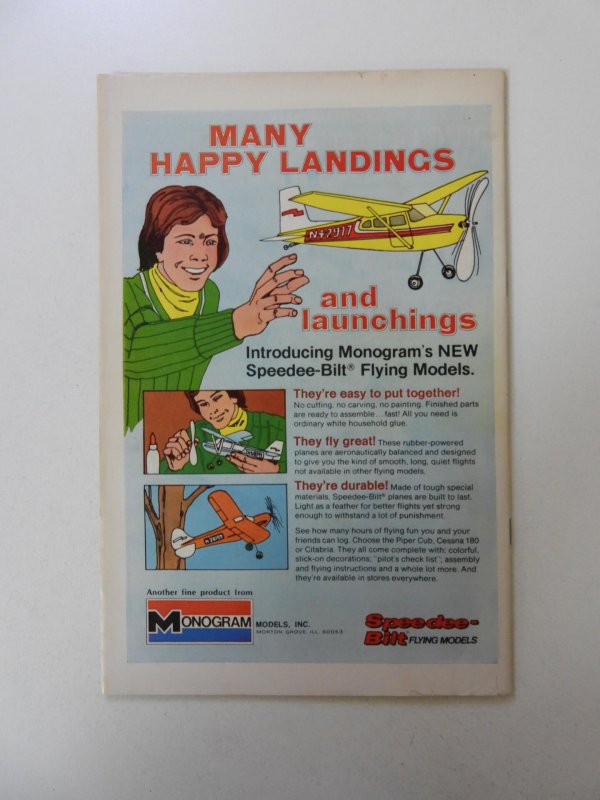 MANY
HAPPY LANDINGS
N42917
and
launchings
Introducing Monogram's NEW
Speedee-Bilt® Flying Models.
They're easy to put together!
No cutting, no carving, no painting. Finished parts
are ready to assemble...fast! All you need is
ordinary white household glue.
They fly great! These rubber-powered
planes are aeronautically balanced and designed
to give you the kind of smooth, long, quiet flights
not available in other flying models.
They're durable! Made of tough special
materials, Speedee-Bilt® planes are built to last.
Light as a feather for better flights yet strong
enough to withstand a lot of punishment.
See how many hours of flying fun you and your
friends can log. Choose the Piper Cub, Cessna 180
or Citabria. They all come complete with: colorful,
stick-on decorations; "pilot's check list"; assembly
and flying instructions and a whole lot more. And
they're available in stores everywhere.
Another fine product from
MONOGRAM MODELS, INC.
MORTON GROVE, ILL. 60053
Speedee-
Bilt® FLYING MODELS